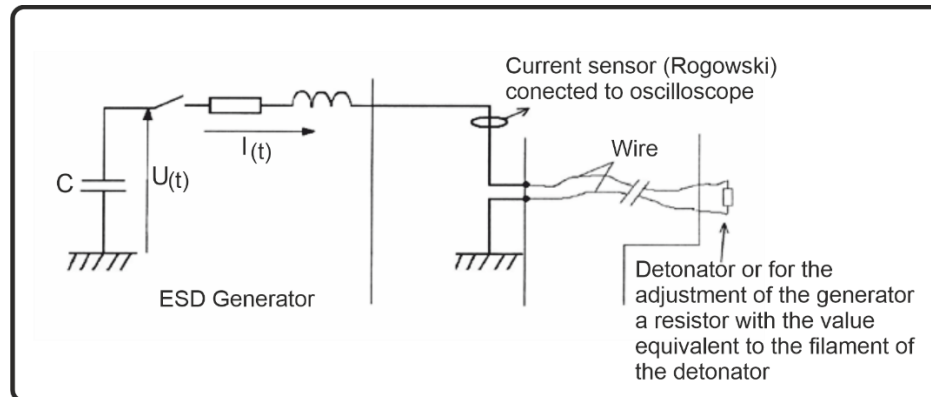 Current sensor (Rogowski)
conected to oscilloscope
I(t)
Wire
C
U(t)
ESD Generator
Detonator or for the
adjustment of the generator
a resistor with the value
equivalent to the filament of
the detonator